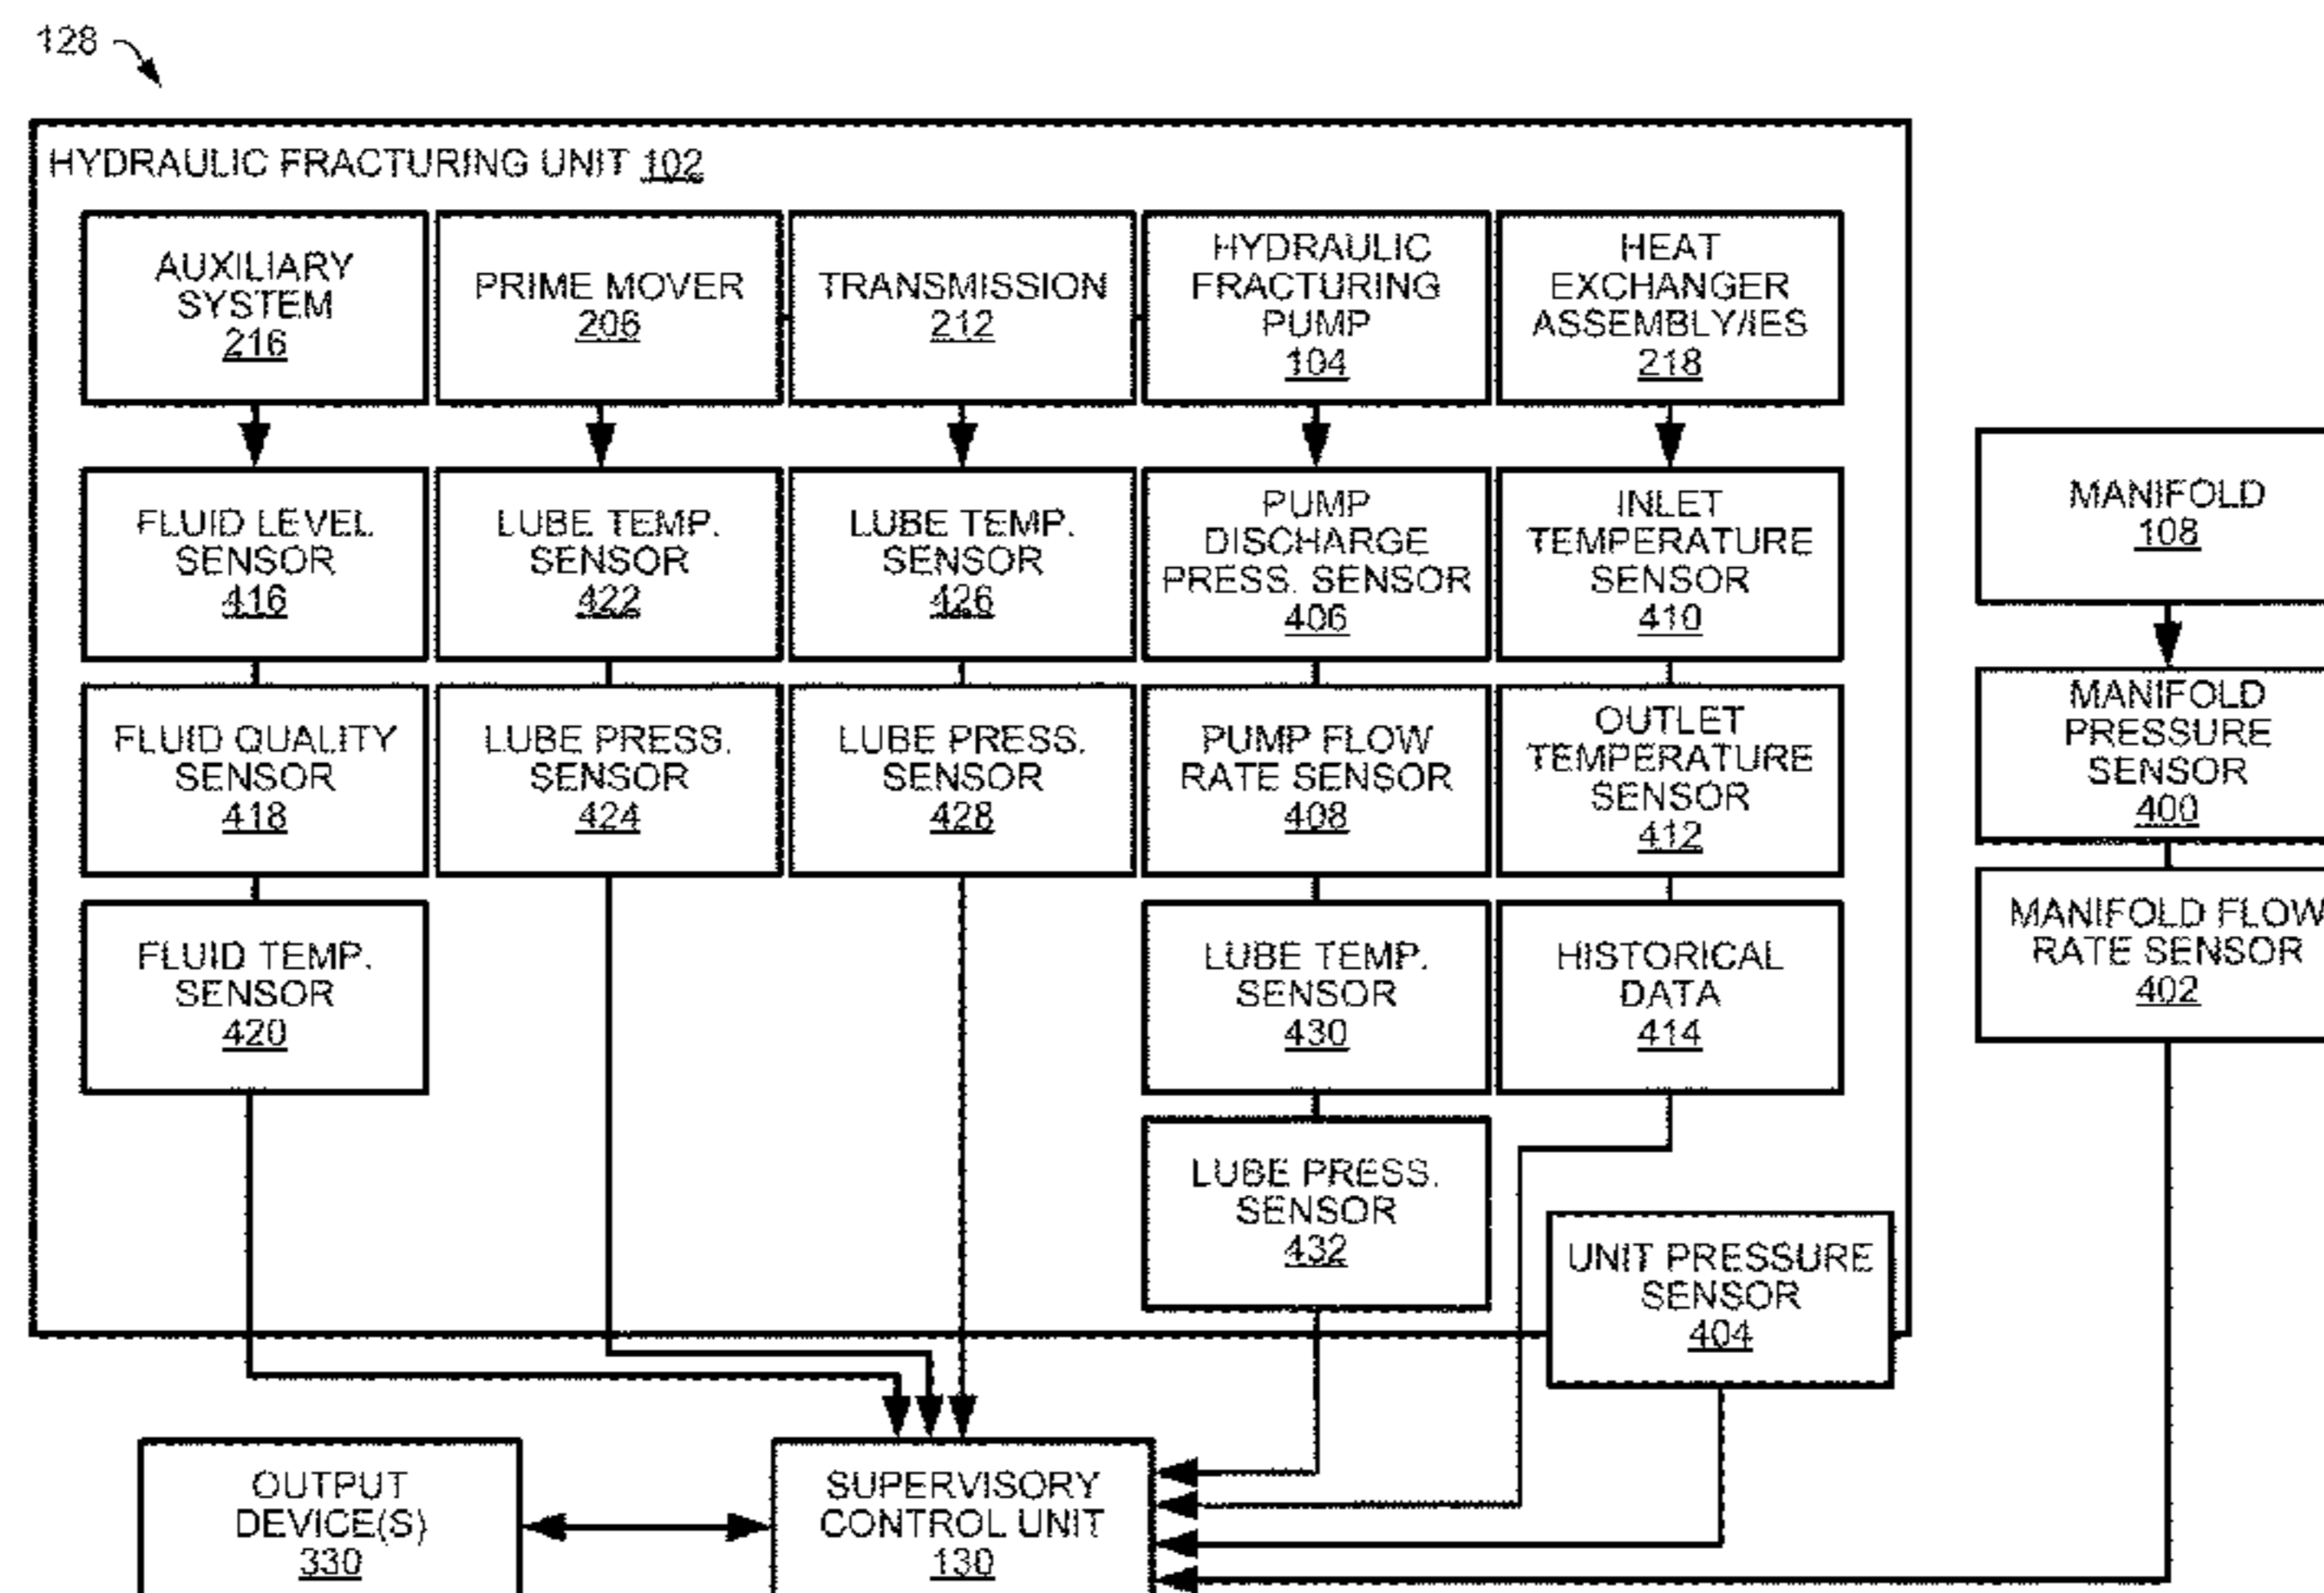 128
HYDRAULIC FRACTURING UNIT 102
AUXILIARY
SYSTEM
216
PRIME MOVER
206
TRANSMISSION
212
HYDRAULIC
FRACTURING
PUMP
104
HEAT
EXCHANGER
ASSEMBLY/IES
218
FLUID LEVEL
SENSOR
416
LUBE TEMP.
SENSOR
422
LUBE TEMP.
SENSOR
426
PUMP
DISCHARGE
PRESS. SENSOR
406
INLET
TEMPERATURE
SENSOR
410
MANIFOLD
108
FLUID QUALITY
SENSOR
418
LUBE PRESS.
SENSOR
424
LUBE PRESS.
SENSOR
428
PUMP FLOW
RATE SENSOR
408
OUTLET
TEMPERATURE
SENSOR
412
MANIFOLD
PRESSURE
SENSOR
400
FLUID TEMP.
SENSOR
420
LUBE TEMP.
SENSOR
430
HISTORICAL
DATA
414
MANIFOLD FLOW
RATE SENSOR
402
LUBE PRESS.
SENSOR
432
UNIT PRESSURE
SENSOR
404
OUTPUT
DEVICE(S)
330
SUPERVISORY
CONTROL UNIT
130